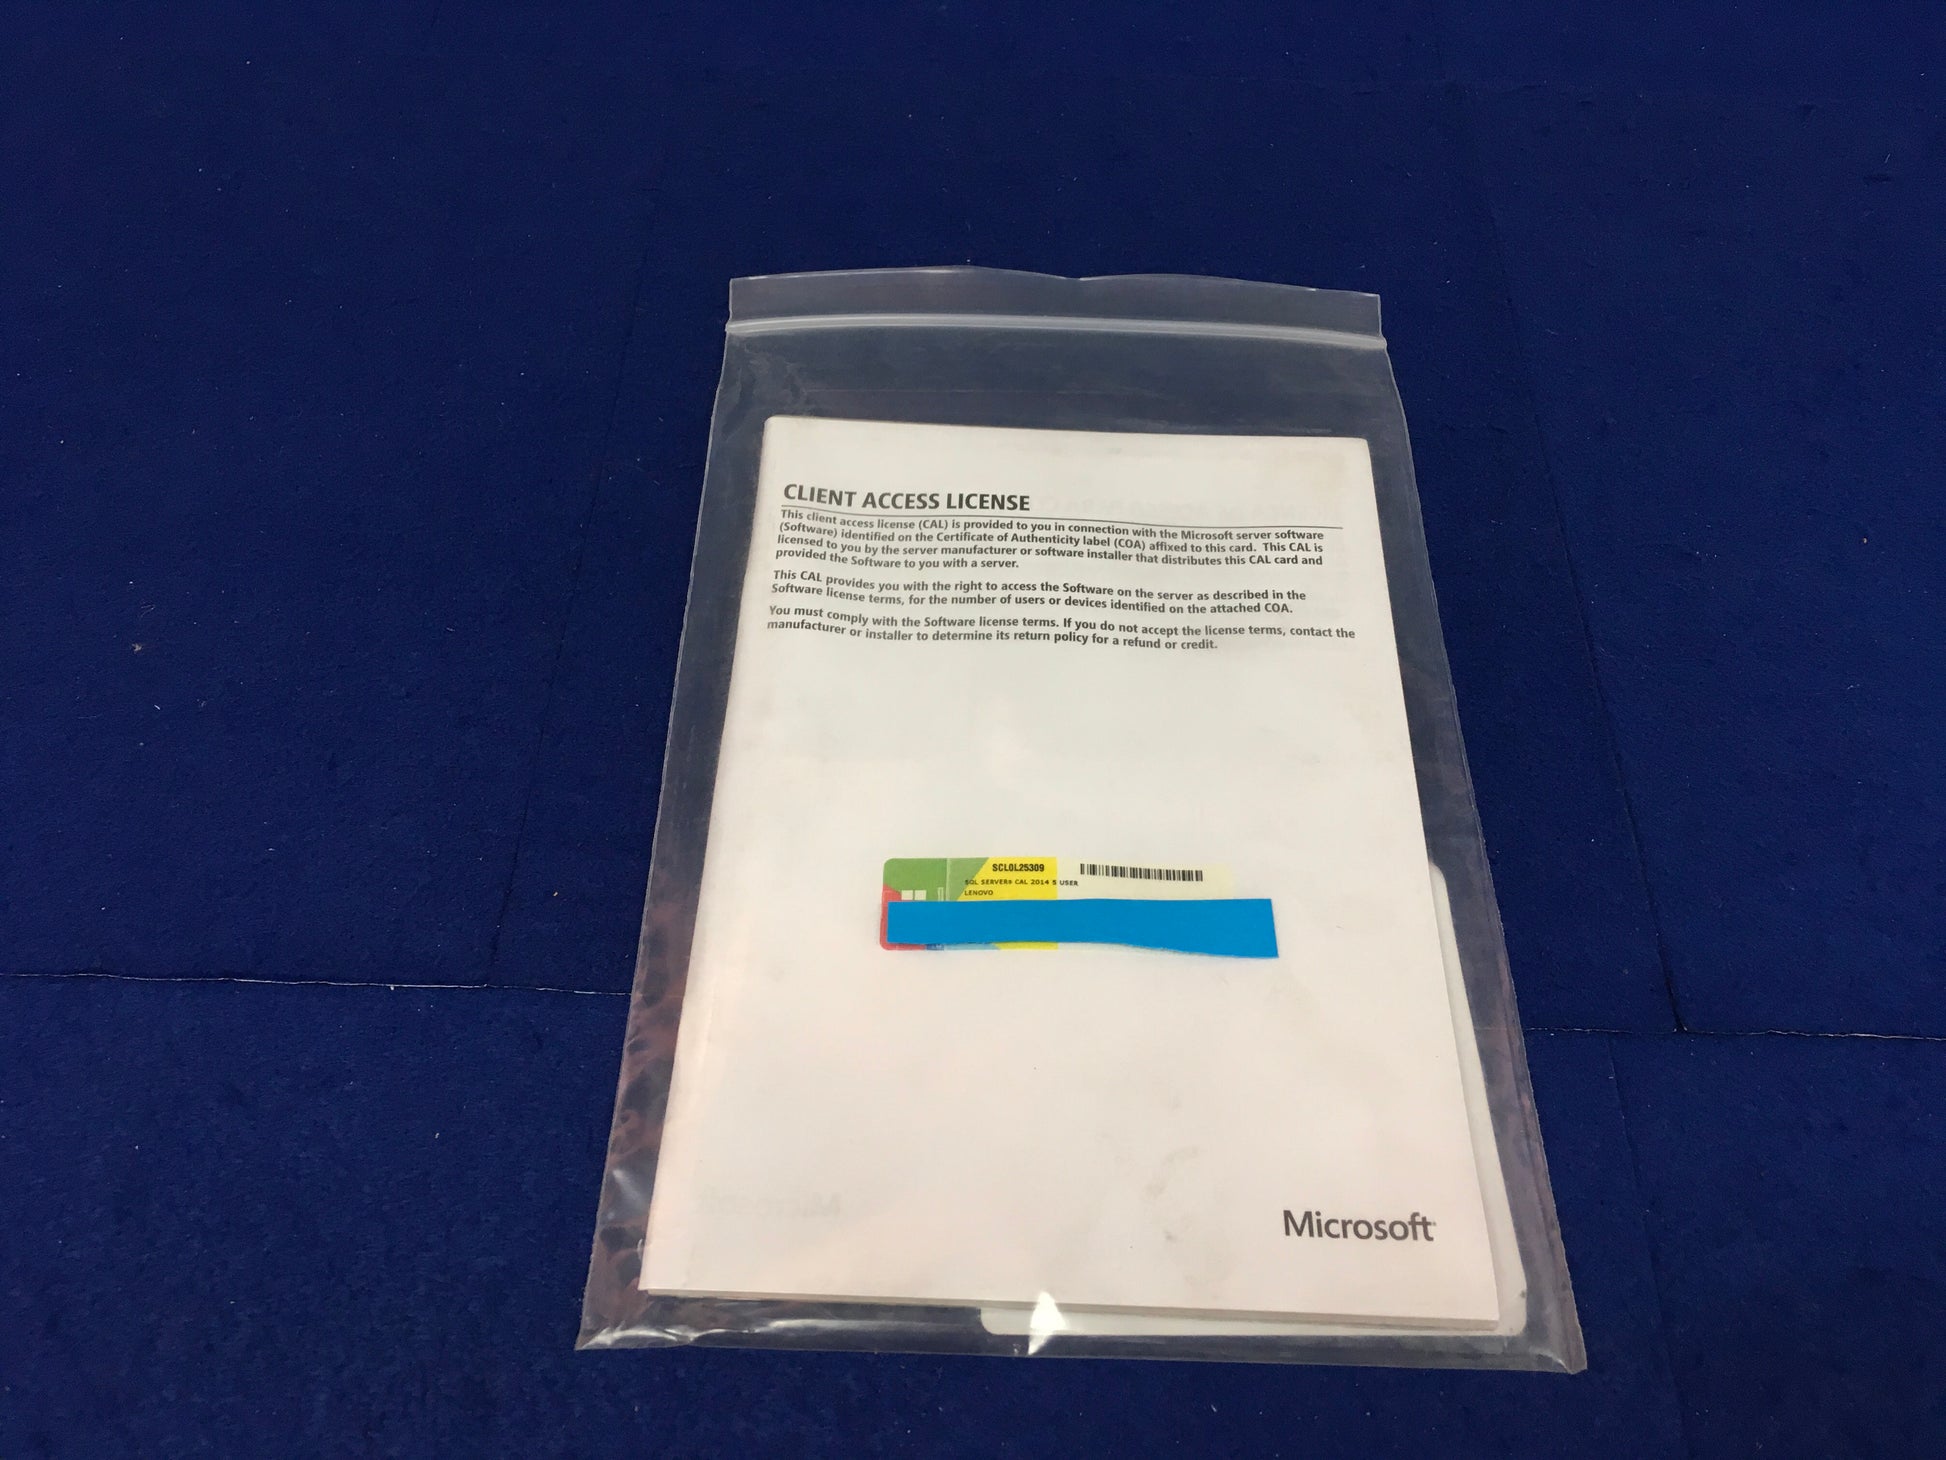 CLIENT ACCESS LICENSE
This client access license (CAL) is provided to you in connection with the Microsoft server software
(Software) identified on the Certificate of Authenticity label (COA) affixed to this card. This CAL is
licensed to you by the server manufacturer or software installer that distributes this CAL card and
provided the Software to you with a server.
This CAL provides you with the right to access the Software on the server as described in the
Software license terms, for the number of users or devices identified on the attached COA.
You must comply with the Software license terms. If you do not accept the license terms, contact the
manufacturer or installer to determine its return policy for a refund or credit.
SCLOL25309
SQL SERVER® CAL 2014 5 USER
LENOVO
Microsoft